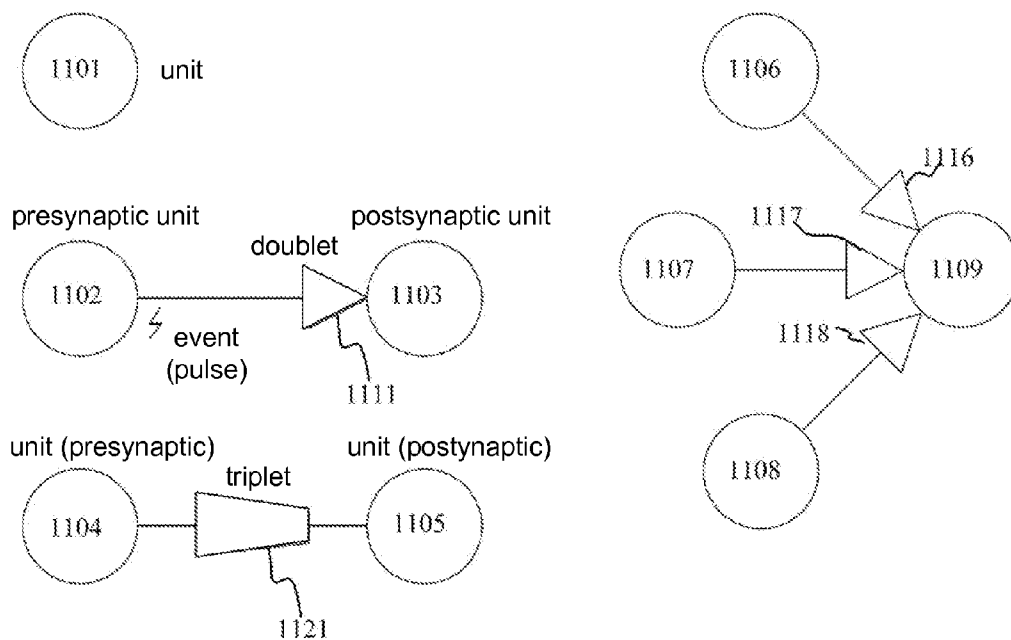 1101 unit
presynaptic unit
postsynaptic unit
doublet
1102
1103
event
(pulse)
1111
unit (presynaptic)
unit (postynaptic)
triplet
1104
1105
1121
1106
1116
1117
1107
1109
1118
1108